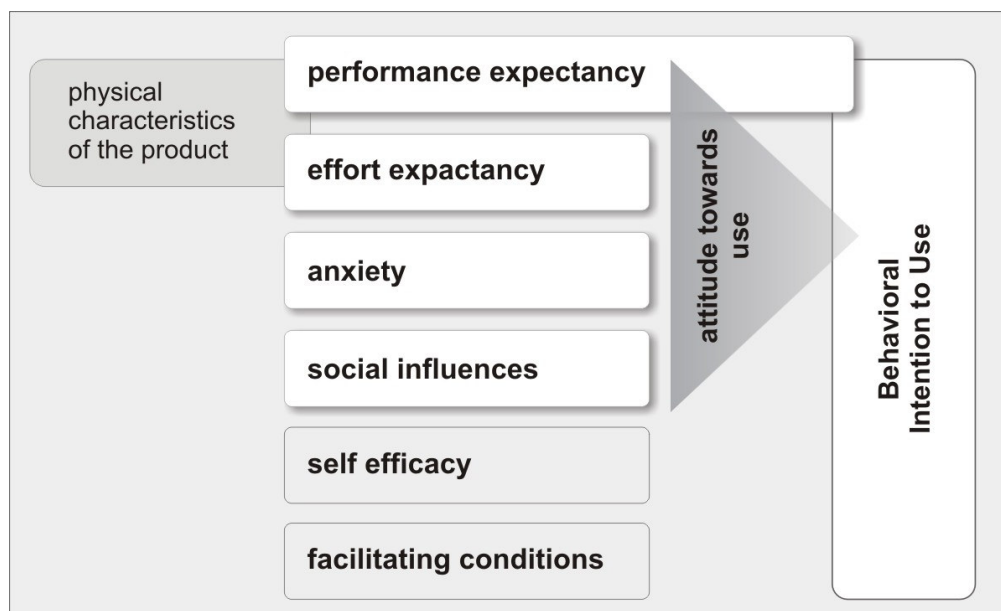 physical
characteristics
of the product
performance expectancy
effort expactancy
anxiety
social influences
self efficacy
facilitating conditions
attitude towards
use
Behavioral
Intention to Use